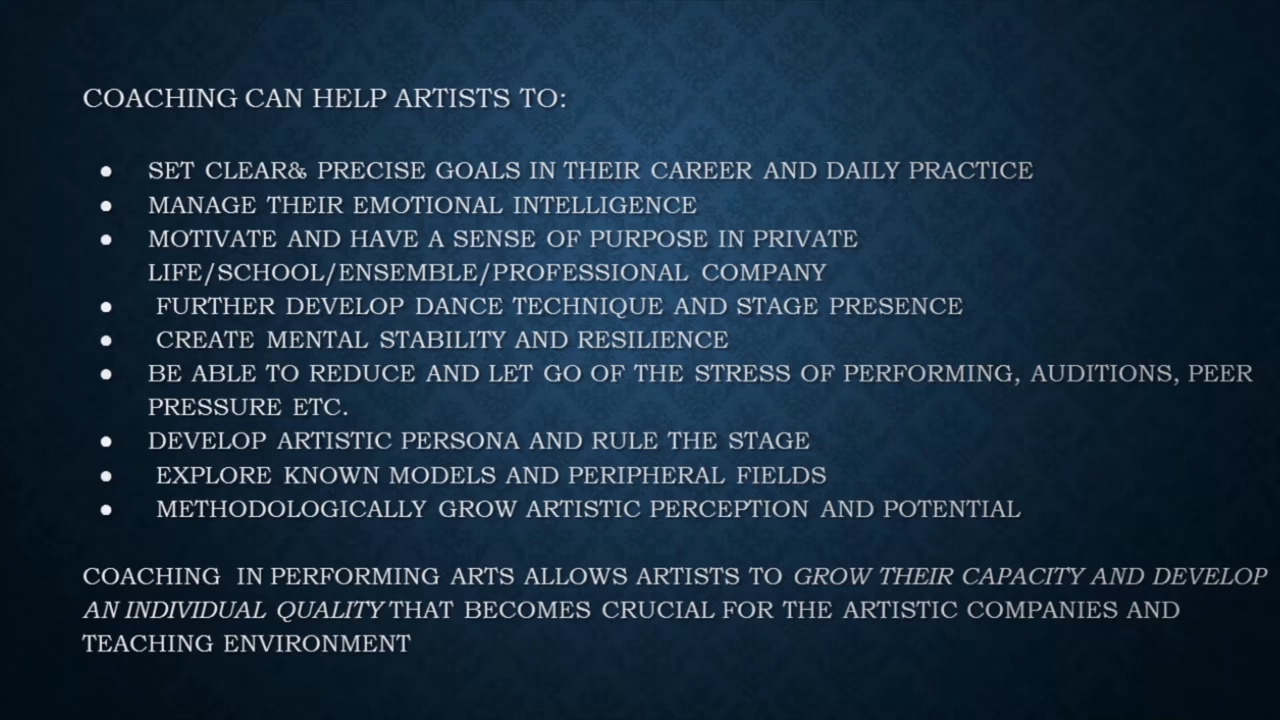 COACHING CAN HELP ARTISTS TO:
● SET CLEAR& PRECISE GOALS IN THEIR CAREER AND DAILY PRACTICE
● MANAGE THEIR EMOTIONAL INTELLIGENCE
● MOTIVATE AND HAVE A SENSE OF PURPOSE IN PRIVATE
LIFE/SCHOOL/ENSEMBLE/PROFESSIONAL COMPANY
● FURTHER DEVELOP DANCE TECHNIQUE AND STAGE PRESENCE
● CREATE MENTAL STABILITY AND RESILIENCE
● BE ABLE TO REDUCE AND LET GO OF THE STRESS OF PERFORMING, AUDITIONS, PEER
PRESSURE ETC.
● DEVELOP ARTISTIC PERSONA AND RULE THE STAGE
● EXPLORE KNOWN MODELS AND PERIPHERAL FIELDS
● METHODOLOGICALLY GROW ARTISTIC PERCEPTION AND POTENTIAL
COACHING IN PERFORMING ARTS ALLOWS ARTISTS TO GROW THEIR CAPACITY AND DEVELOP
AN INDIVIDUAL QUALITY THAT BECOMES CRUCIAL FOR THE ARTISTIC COMPANIES AND
TEACHING ENVIRONMENT